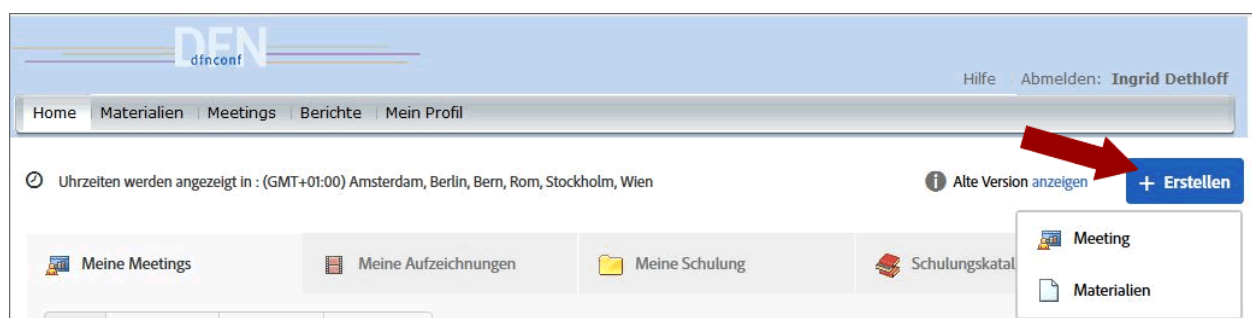 DFN
dfnconf
Hilfe Abmelden: Ingrid Dethloff
Home Materialien Meetings Berichte Mein Profil
Uhrzeiten werden angezeigt in : (GMT+01:00) Amsterdam, Berlin, Bern, Rom, Stockholm, Wien
Alte Version anzeigen
+ Erstellen
Meeting
Materialien
Meine Meetings
Meine Aufzeichnungen
Meine Schulung
Schulungskatal